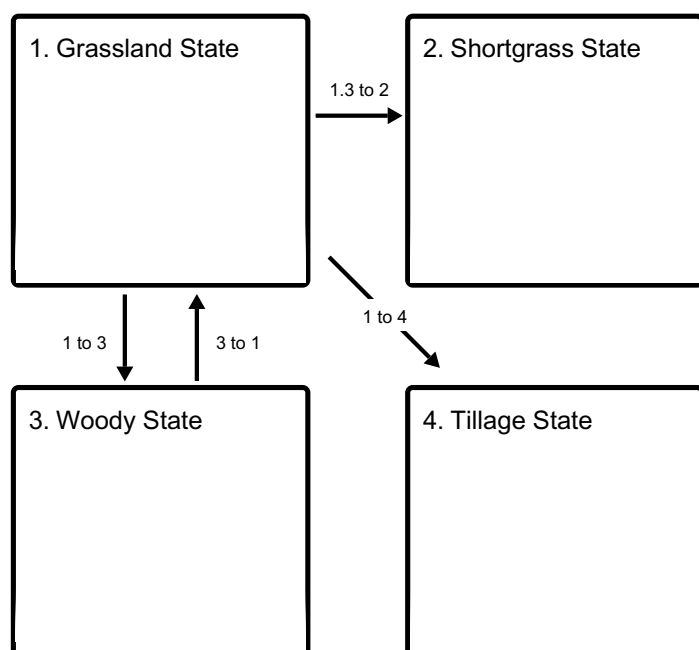 1. Grassland State
2. Shortgrass State
1.3 to 2
1 to 4
1 to 3
3 to 1
3. Woody State
4. Tillage State